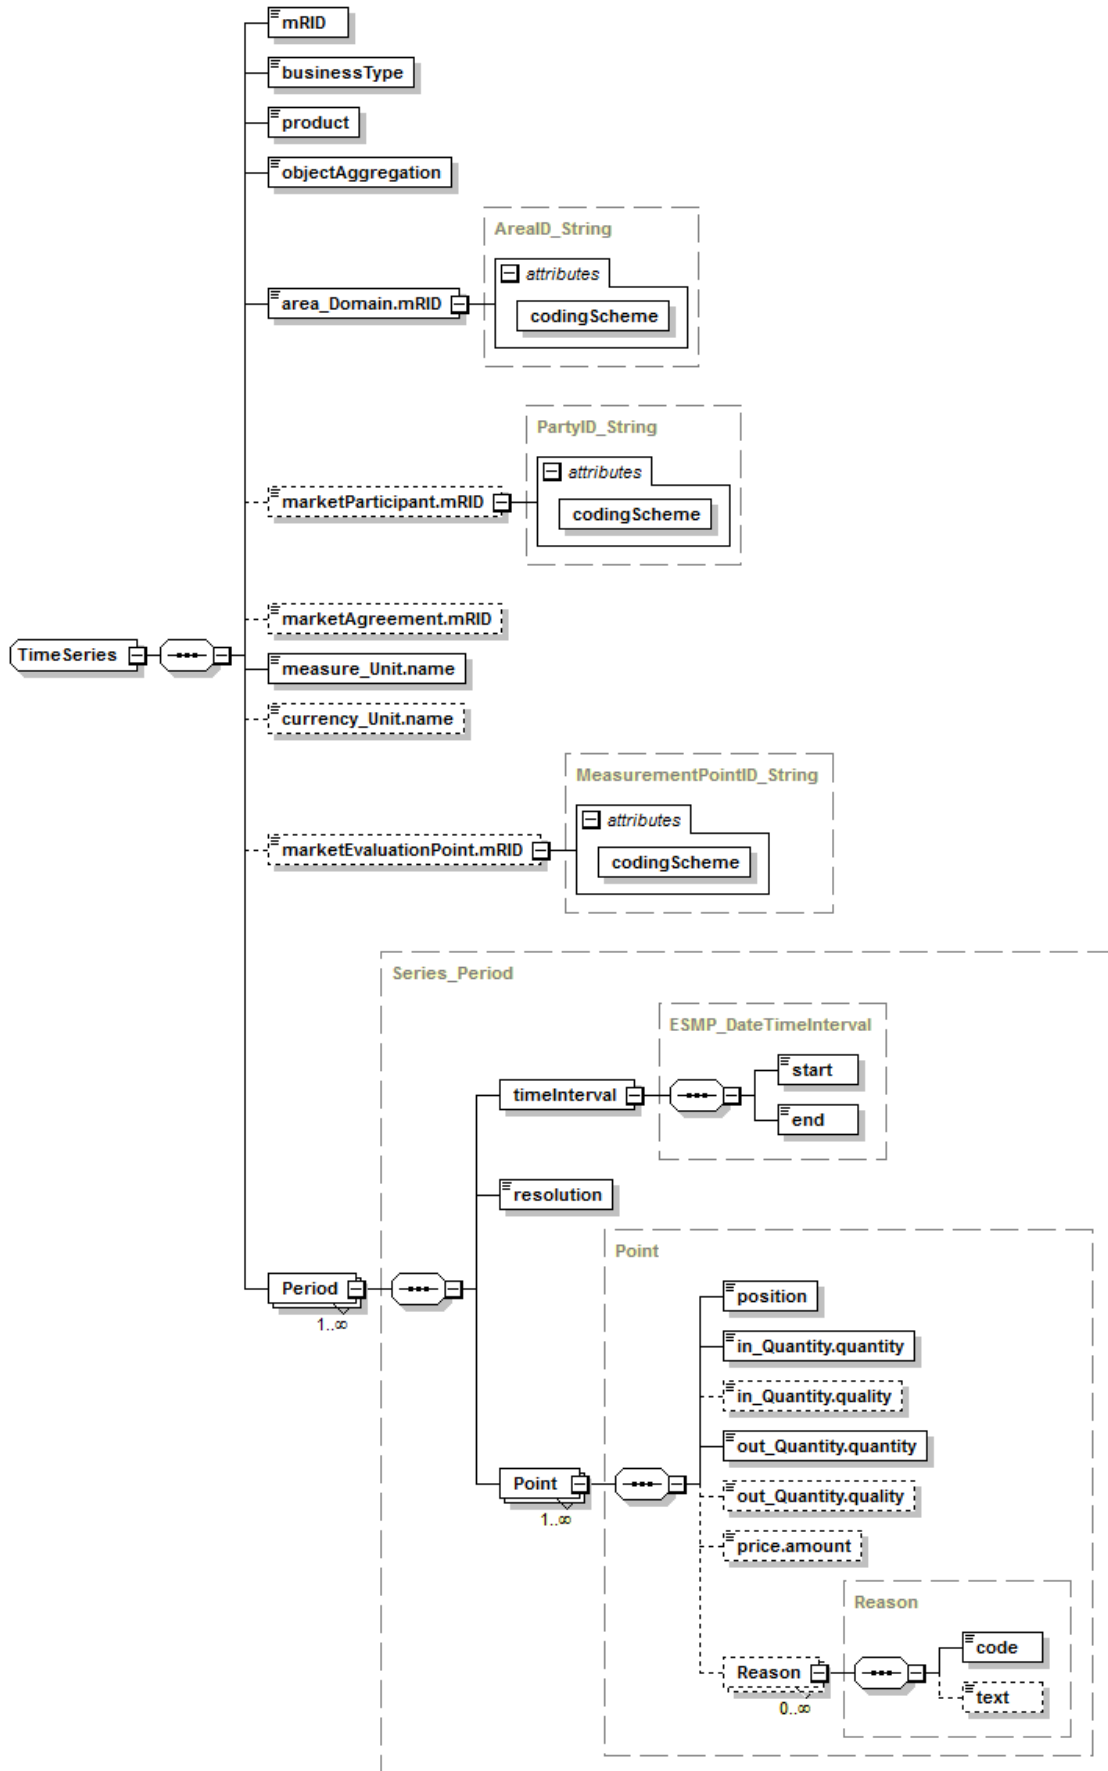 mRID
businessType
product
objectAggregation
AreaID_String
attributes
area_Domain.mRID
codingScheme
PartyID_String
attributes
marketParticipant.mRID
codingScheme
marketAgreement.mRID
TimeSeries
measure_Unit.name
currency_Unit.name
MeasurementPointID_String
attributes
marketEvaluationPoint.mRID
codingScheme
Series_Period
ESMP_DateTimeInterval
start
timeInterval
end
resolution
Point
Period
1..∞
position
in_Quantity.quantity
in_Quantity.quality
out_Quantity.quantity
Point
1..∞
out_Quantity.quality
price.amount
Reason
code
Reason
0..∞
text